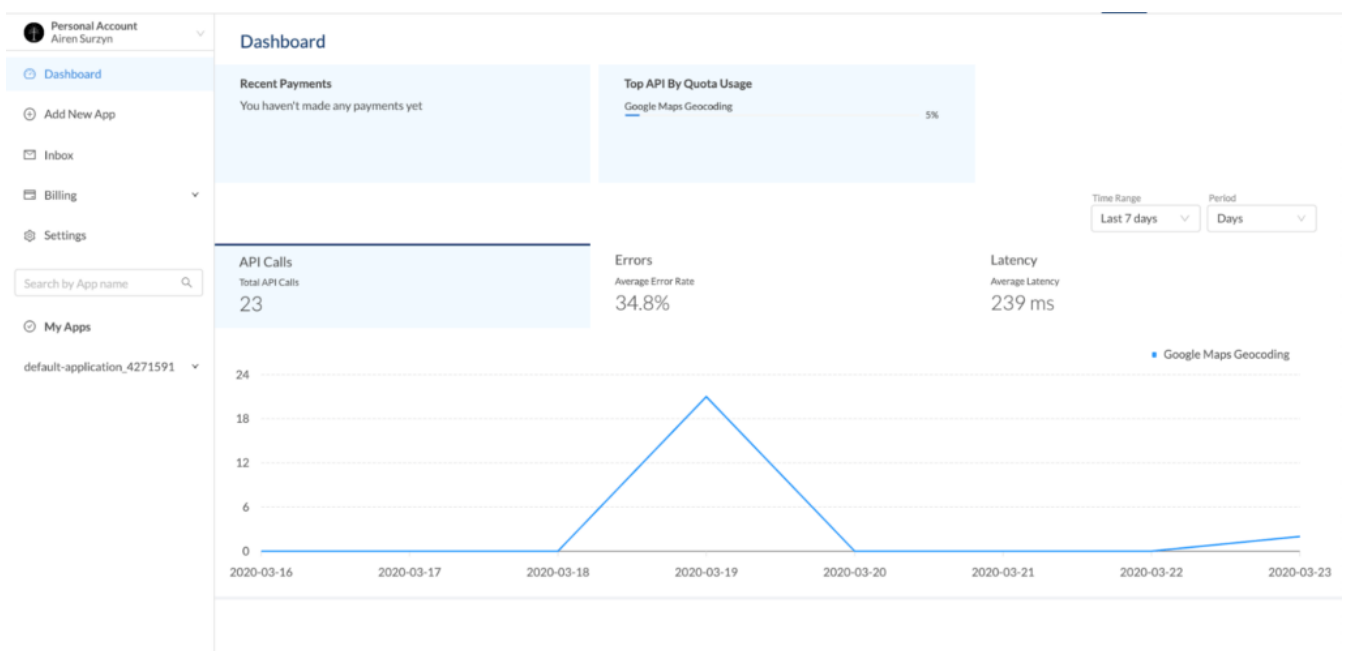 Personal Account
Airen Surzyn
Dashboard
Add New App
Inbox
Billing
Settings
Search by App name
My Apps
default-application_4271591
Dashboard
Recent Payments
You haven't made any payments yet
Top API By Quota Usage
Google Maps Geocoding
5%
Time Range
Last 7 days
Period
Days
API Calls
Total API Calls
23
Errors
Average Error Rate
34.8%
Latency
Average Latency
239 ms
Google Maps Geocoding
24
18
12
6
0
2020-03-16 2020-03-17 2020-03-18 2020-03-19 2020-03-20 2020-03-21 2020-03-22 2020-03-23